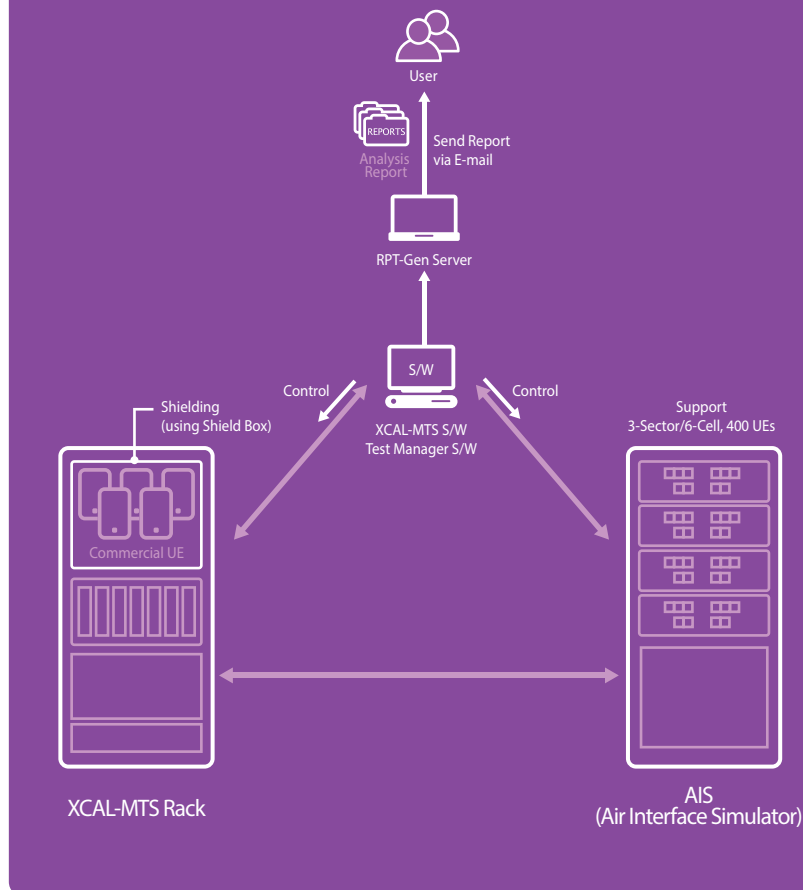 User
REPORTS
Analysis
Report
Send Report
via E-mail
RPT-Gen Server
S/W
Control
Control
XCAL-MTS S/W
Test Manager S/W
Shielding
(using Shield Box)
Support
3-Sector/6-Cell, 400 UEs
Commercial UE
XCAL-MTS Rack
AIS
(Air Interface Simulator)